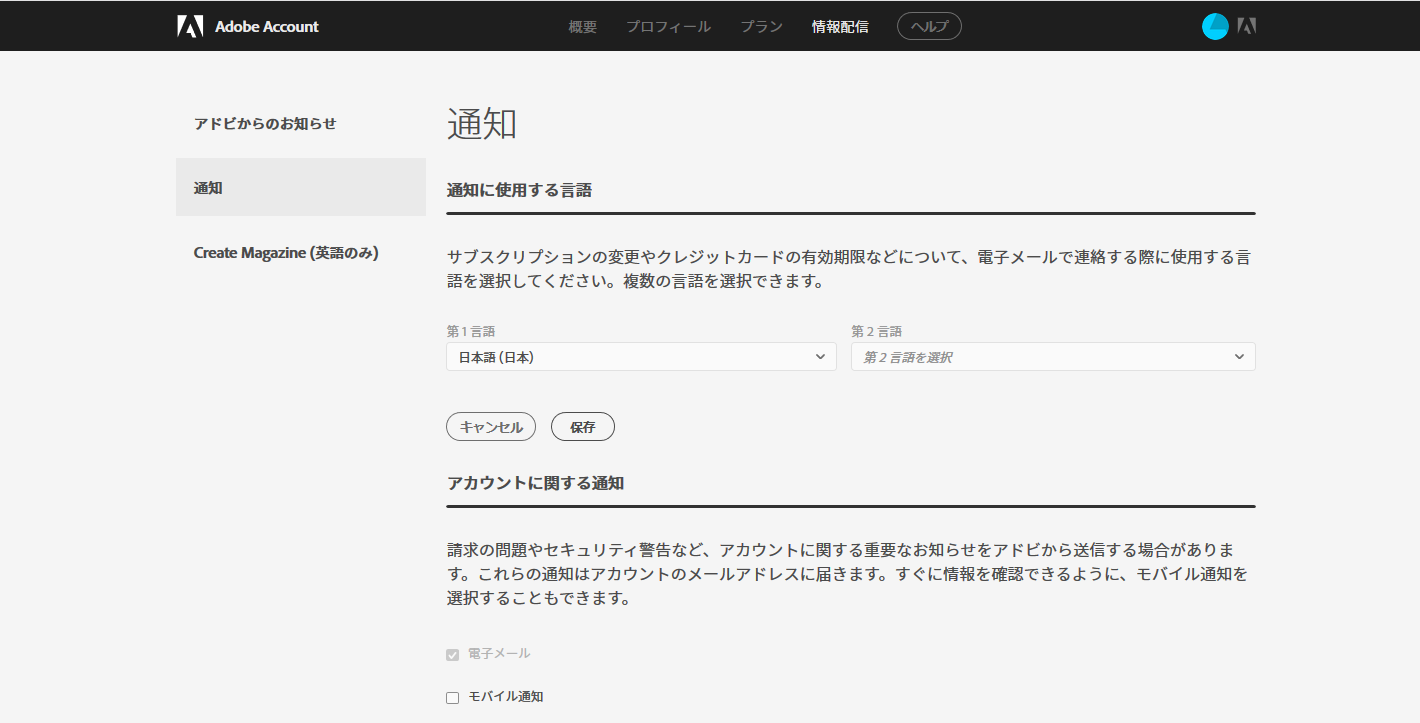 Adobe Account
概要 プロフィール プラン 情報配信 ヘルプ
アドビからのお知らせ
通知
Create Magazine (英語のみ)
通知
通知に使用する言語
サブスクリプションの変更やクレジットカードの有効期限などについて、電子メールで連絡する際に使用する言
語を選択してください。複数の言語を選択できます。
第 1 言語 第 2 言語
日本語 (日本) 第 2 言語を選択
キャンセル 保存
アカウントに関する通知
請求の問題やセキュリティ警告など、アカウントに関する重要なお知らせをアドビから送信する場合がありま
す。これらの通知はアカウントのメールアドレスに届きます。すぐに情報を確認できるように、モバイル通知を
選択することもできます。
電子メール
モバイル通知